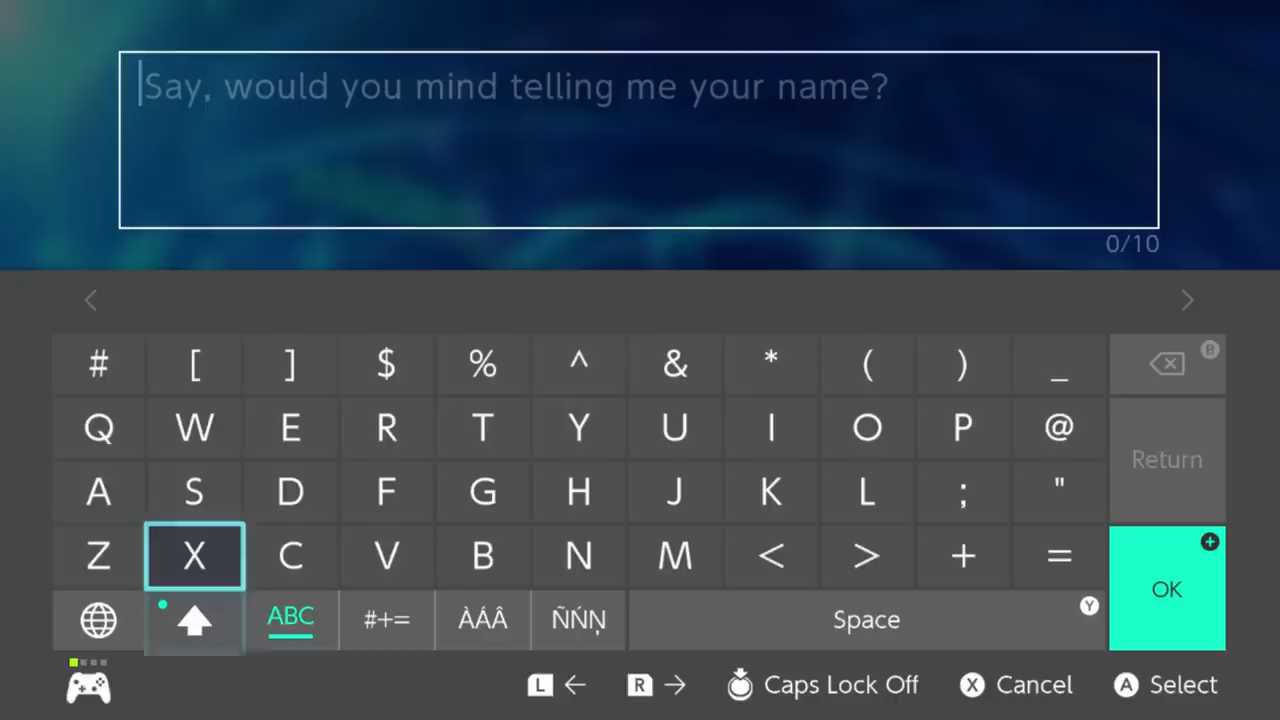 Say, would you mind telling me your name?
0/10
# [ ] $ % ^ & * ( ) _ B
Q W E R T Y U I O P @ Return
A S D F G H J K L ; "
Z X C V B N M < > + = OK
ABC #+= ÀÁÂ ÑŃŅ Space Y
L ← R → Caps Lock Off X Cancel A Select